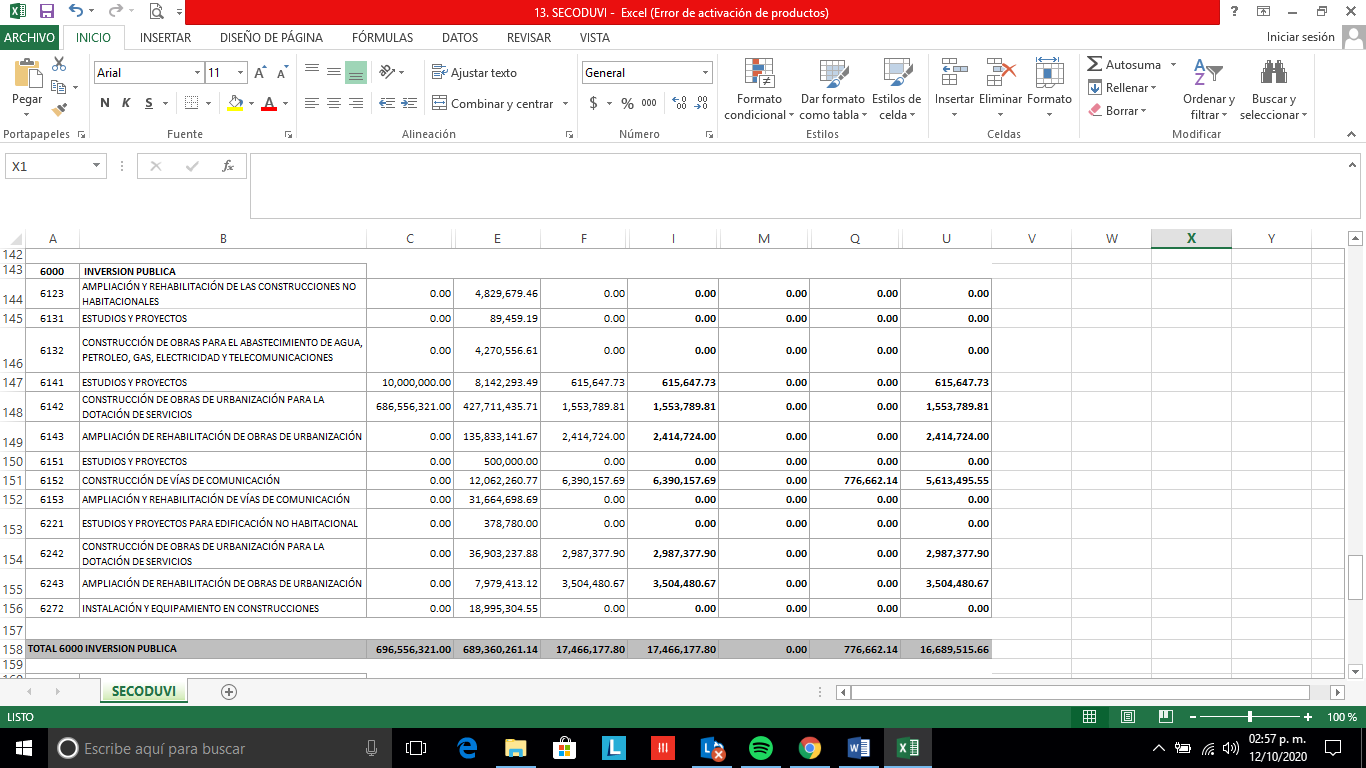 13. SECODUVI - Excel (Error de activación de productos)
ARCHIVO INICIO INSERTAR DISEÑO DE PÁGINA FÓRMULAS DATOS REVISAR VISTA Iniciar sesión
Pegar
Arial 11
N K S
Ajustar texto
Combinar y centrar
General
$ % 000
Formato condicional
Dar formato como tabla
Estilos de celda
Insertar Eliminar Formato
Autosuma
Rellenar
Borrar
Ordenar y filtrar
Buscar y seleccionar
Portapapeles Fuente Alineación Número Estilos Celdas Modificar
X1 fx
A B C E F I M Q U V W X Y
142
143 6000 INVERSION PUBLICA
144 6123 AMPLIACIÓN Y REHABILITACIÓN DE LAS CONSTRUCCIONES NO HABITACIONALES 0.00 4,829,679.46 0.00 0.00 0.00 0.00 0.00
145 6131 ESTUDIOS Y PROYECTOS 0.00 89,459.19 0.00 0.00 0.00 0.00 0.00
146 6132 CONSTRUCCIÓN DE OBRAS PARA EL ABASTECIMIENTO DE AGUA, PETROLEO, GAS, ELECTRICIDAD Y TELECOMUNICACIONES 0.00 4,270,556.61 0.00 0.00 0.00 0.00 0.00
147 6141 ESTUDIOS Y PROYECTOS 10,000,000.00 8,142,293.49 615,647.73 615,647.73 0.00 0.00 615,647.73
148 6142 CONSTRUCCIÓN DE OBRAS DE URBANIZACIÓN PARA LA DOTACIÓN DE SERVICIOS 686,556,321.00 427,711,435.71 1,553,789.81 1,553,789.81 0.00 0.00 1,553,789.81
149 6143 AMPLIACIÓN DE REHABILITACIÓN DE OBRAS DE URBANIZACIÓN 0.00 135,833,141.67 2,414,724.00 2,414,724.00 0.00 0.00 2,414,724.00
150 6151 ESTUDIOS Y PROYECTOS 0.00 500,000.00 0.00 0.00 0.00 0.00 0.00
151 6152 CONSTRUCCIÓN DE VÍAS DE COMUNICACIÓN 0.00 12,062,260.77 6,390,157.69 6,390,157.69 0.00 776,662.14 5,613,495.55
152 6153 AMPLIACIÓN Y REHABILITACIÓN DE VÍAS DE COMUNICACIÓN 0.00 31,664,698.69 0.00 0.00 0.00 0.00 0.00
153 6221 ESTUDIOS Y PROYECTOS PARA EDIFICACIÓN NO HABITACIONAL 0.00 378,780.00 0.00 0.00 0.00 0.00 0.00
154 6242 CONSTRUCCIÓN DE OBRAS DE URBANIZACIÓN PARA LA DOTACIÓN DE SERVICIOS 0.00 36,903,237.88 2,987,377.90 2,987,377.90 0.00 0.00 2,987,377.90
155 6243 AMPLIACIÓN DE REHABILITACIÓN DE OBRAS DE URBANIZACIÓN 0.00 7,979,413.12 3,504,480.67 3,504,480.67 0.00 0.00 3,504,480.67
156 6272 INSTALACIÓN Y EQUIPAMIENTO EN CONSTRUCCIONES 0.00 18,995,304.55 0.00 0.00 0.00 0.00 0.00
157
158 TOTAL 6000 INVERSION PUBLICA 696,556,321.00 689,360,261.14 17,466,177.80 17,466,177.80 0.00 776,662.14 16,689,515.66
159
SECODUVI
LISTO 100 %
Escribe aquí para buscar
02:57 p. m.
12/10/2020